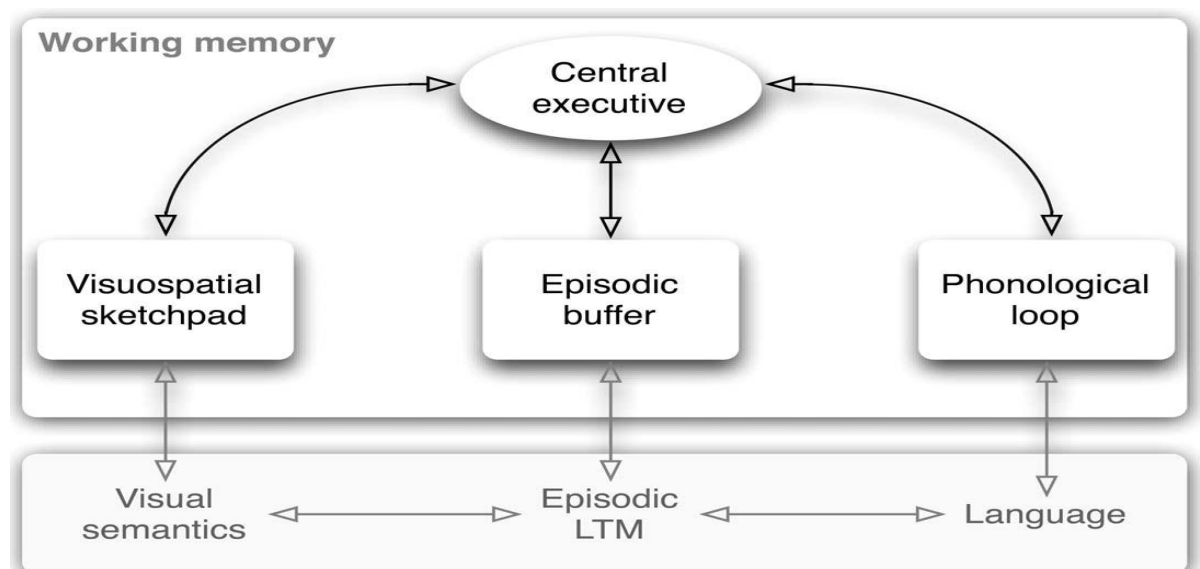 Working memory
Central
executive
Visuospatial
sketchpad
Episodic
buffer
Phonological
loop
Visual
semantics
Episodic
LTM
Language